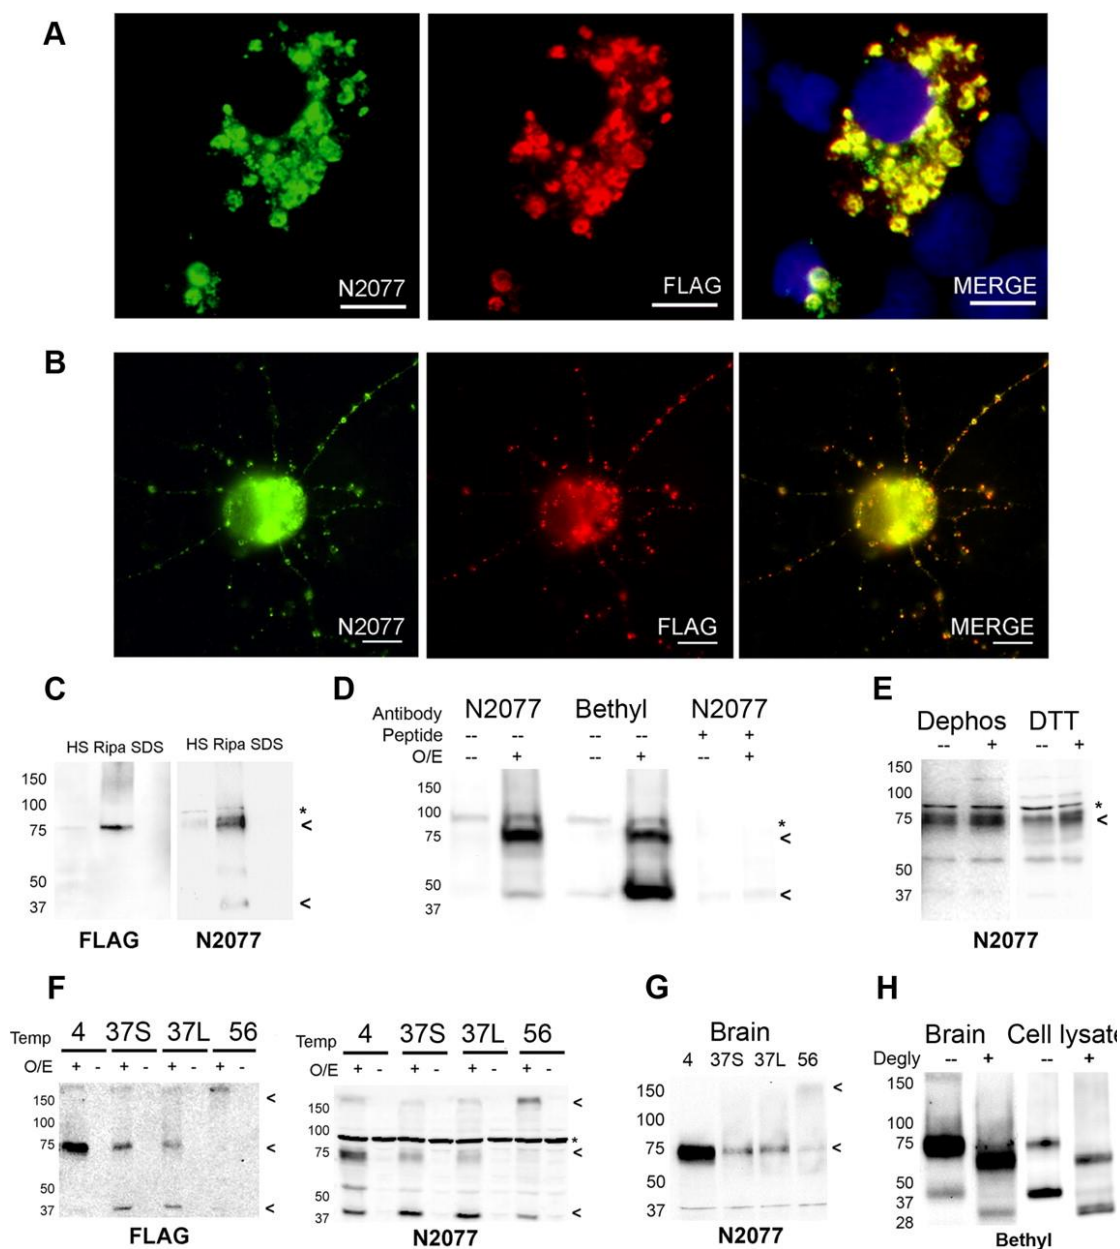 A
N2077
FLAG
MERGE
B
N2077
FLAG
MERGE
C
HS Ripa SDS
HS Ripa SDS
150
100
75
50
37
*
<
<
FLAG
N2077
D
Antibody N2077 Bethyl N2077
Peptide -- -- -- -- + +
O/E -- + -- + -- +
150
100
75
50
37
*
<
<
E
Dephos DTT
-- + -- +
150
100
75
50
37
*
<
N2077
F
Temp 4 37S 37L 56
O/E + - + - + - + -
150
100
75
50
37
<
<
<
FLAG
Temp 4 37S 37L 56
O/E + - + - + - + -
150
100
75
50
37
<
*
<
<
N2077
G
Brain
4 37S 37L 56
150
100
75
50
37
<
<
N2077
H
Brain Cell lysate
Degly -- + -- +
150
100
75
50
37
28
Bethyl